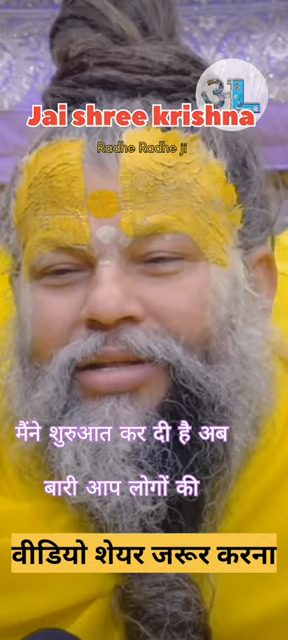 Jai shree krishna
Radhe Radhe ji
मैंने शुरुआत कर दी है अब
बारी आप लोगों की
वीडियो शेयर जरूर करना